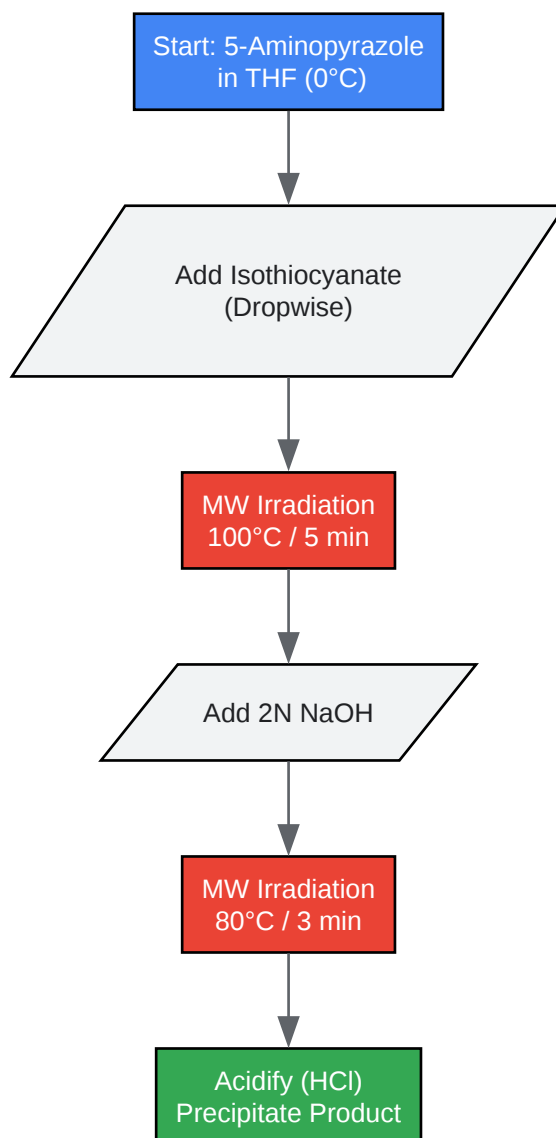 Start: 5-Aminopyrazole
in THF (0°C)
Add Isothiocyanate
(Dropwise)
MW Irradiation
100°C / 5 min
Add 2N NaOH
MW Irradiation
80°C / 3 min
Acidify (HCl)
Precipitate Product